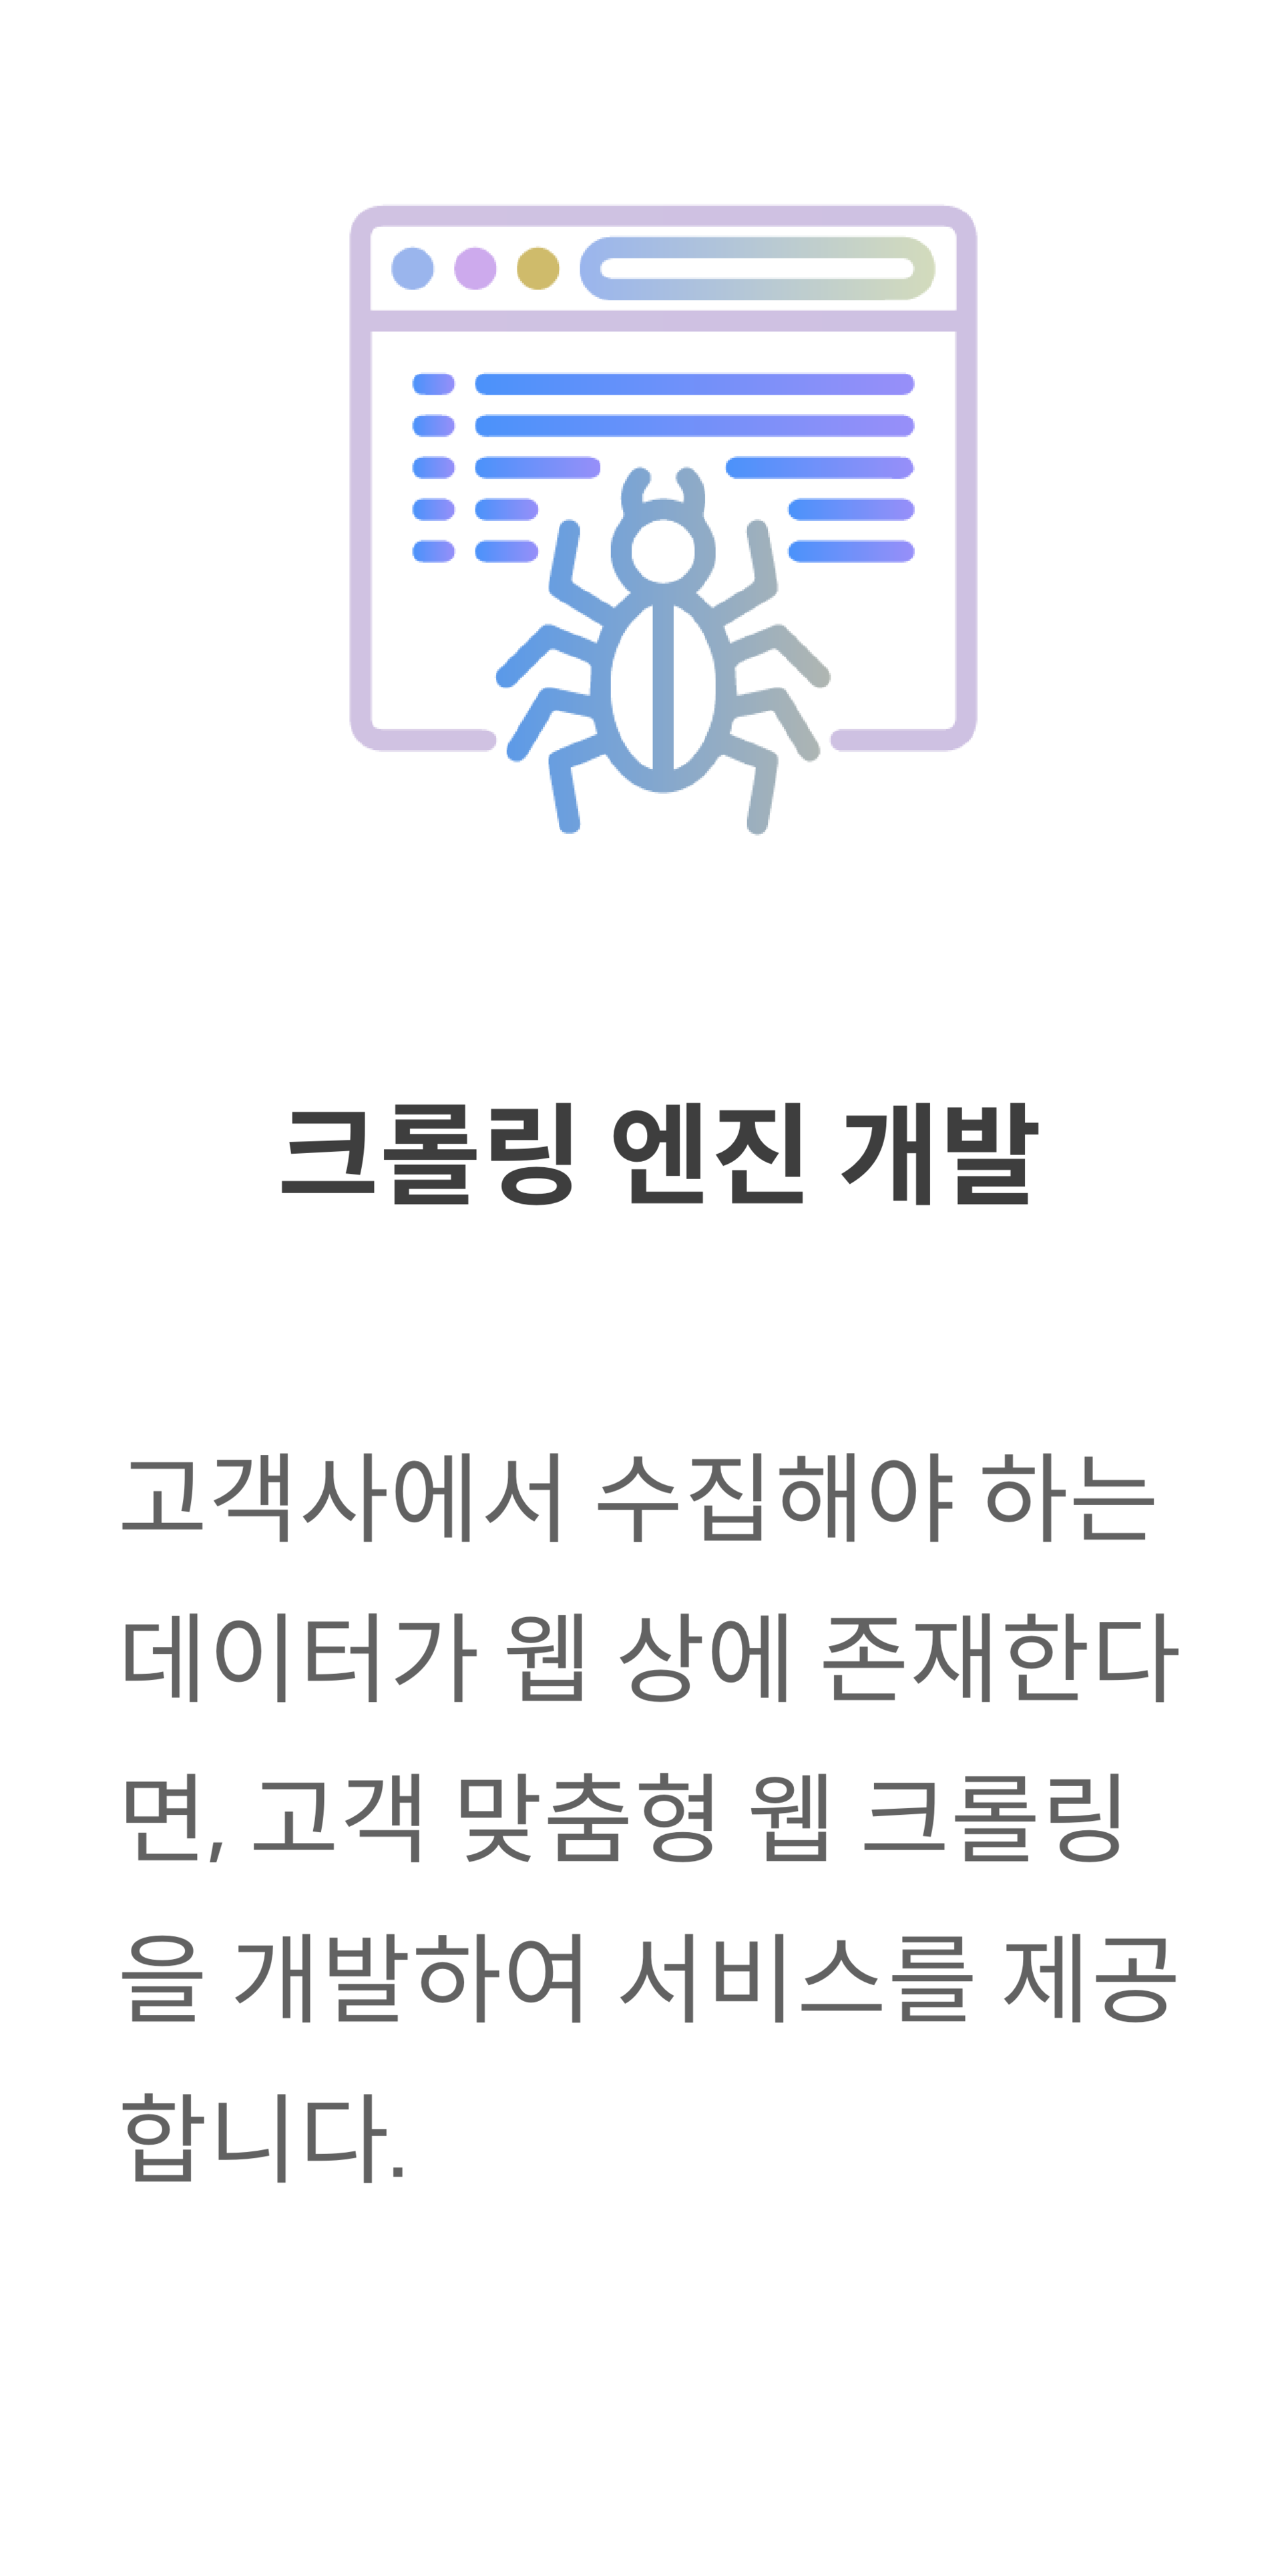 크롤링 엔진 개발
고객사에서 수집해야 하는
데이터가 웹 상에 존재한다
면, 고객 맞춤형 웹 크롤링
을 개발하여 서비스를 제공
합니다.